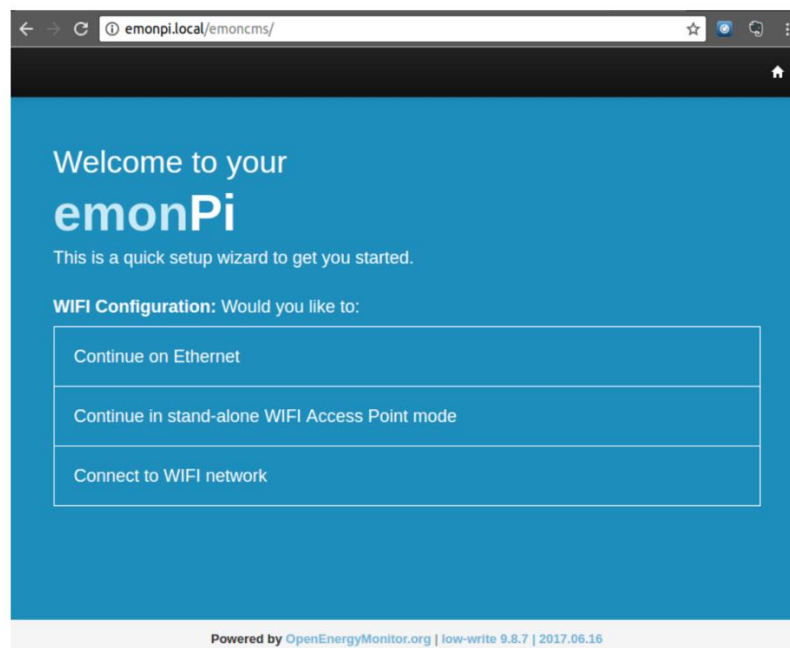 emonpi.local/emoncms/
Welcome to your
emonPi
This is a quick setup wizard to get you started.
WIFI Configuration: Would you like to:
Continue on Ethernet
Continue in stand-alone WIFI Access Point mode
Connect to WIFI network
Powered by OpenEnergyMonitor.org | low-write 9.8.7 | 2017.06.16